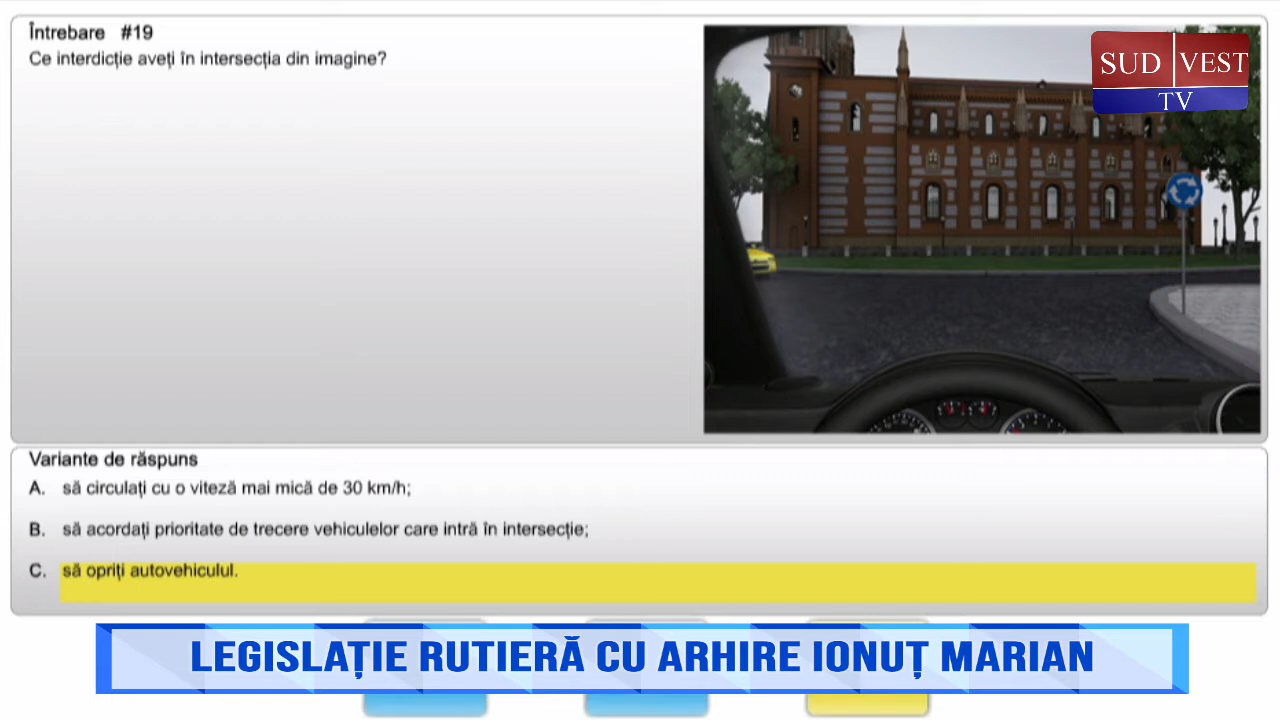 Întrebare #19
Ce interdicție aveți în intersecția din imagine?
SUD VEST
TV
Variante de răspuns
A. să circulați cu o viteză mai mică de 30 km/h;
B. să acordați prioritate de trecere vehiculelor care intră în intersecție;
C. să opriți autovehiculul.
LEGISLAȚIE RUTIERĂ CU ARHIRE IONUȚ MARIAN